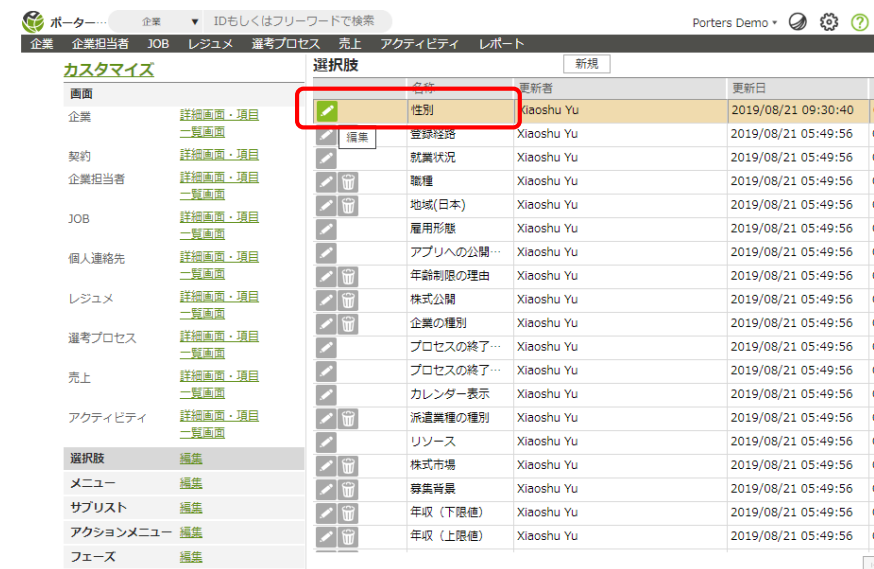 ポーター… 企業 ▼ IDもしくはフリーワードで検索 Porters Demo ?
企業 企業担当者 JOB レジュメ 選考プロセス 売上 アクティビティ レポート
カスタマイズ
画面
企業 詳細画面・項目
一覧画面
契約 詳細画面・項目
企業担当者 詳細画面・項目
一覧画面
JOB 詳細画面・項目
一覧画面
個人連絡先 詳細画面・項目
一覧画面
レジュメ 詳細画面・項目
一覧画面
選考プロセス 詳細画面・項目
一覧画面
売上 詳細画面・項目
一覧画面
アクティビティ 詳細画面・項目
一覧画面
選択肢 編集
メニュー 編集
サブリスト 編集
アクションメニュー 編集
フェーズ 編集
選択肢 新規
名称 更新者 更新日
性別 Xiaoshu Yu 2019/08/21 09:30:40
編集
登録経路 Xiaoshu Yu 2019/08/21 05:49:56
就業状況 Xiaoshu Yu 2019/08/21 05:49:56
職種 Xiaoshu Yu 2019/08/21 05:49:56
地域(日本) Xiaoshu Yu 2019/08/21 05:49:56
雇用形態 Xiaoshu Yu 2019/08/21 05:49:56
アプリへの公開… Xiaoshu Yu 2019/08/21 05:49:56
年齢制限の理由 Xiaoshu Yu 2019/08/21 05:49:56
株式公開 Xiaoshu Yu 2019/08/21 05:49:56
企業の種別 Xiaoshu Yu 2019/08/21 05:49:56
プロセスの終了… Xiaoshu Yu 2019/08/21 05:49:56
プロセスの終了… Xiaoshu Yu 2019/08/21 05:49:56
カレンダー表示 Xiaoshu Yu 2019/08/21 05:49:56
派遣業種の種別 Xiaoshu Yu 2019/08/21 05:49:56
リソース Xiaoshu Yu 2019/08/21 05:49:56
株式市場 Xiaoshu Yu 2019/08/21 05:49:56
募集背景 Xiaoshu Yu 2019/08/21 05:49:56
年収（下限値） Xiaoshu Yu 2019/08/21 05:49:56
年収（上限値） Xiaoshu Yu 2019/08/21 05:49:56